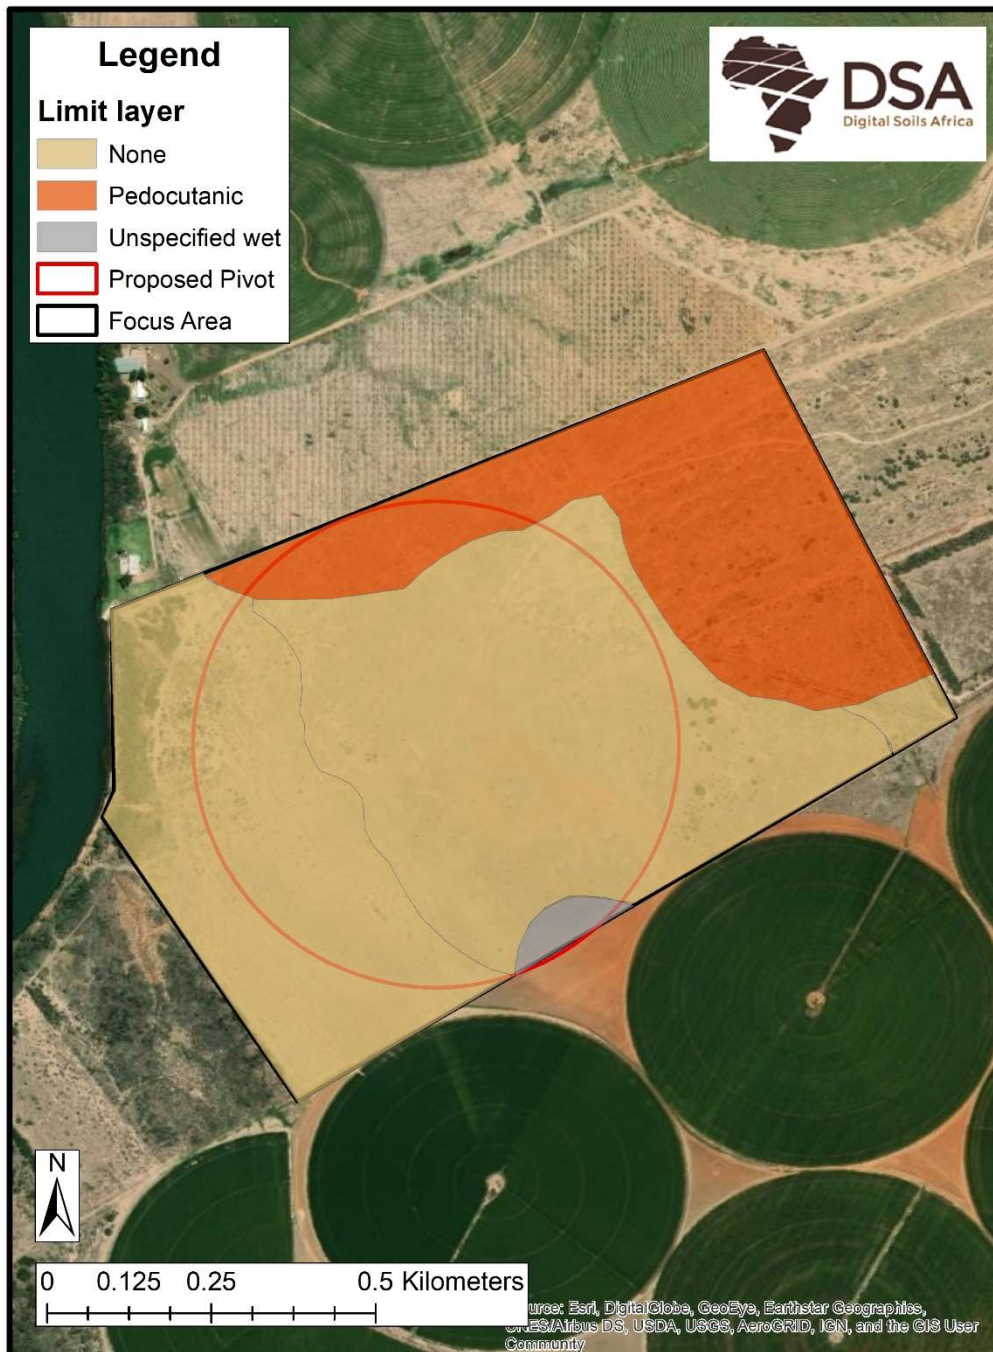 Legend
Limit layer
None
Pedocutanic
Unspecified wet
Proposed Pivot
Focus Area
DSA
Digital Soils Africa
N
0 0.125 0.25 0.5 Kilometers
Esri, DigitalGlobe, GeoEye, Earthstar Geographics,
DS, USDA, USGS, AeroGRID, IGN, and the GIS User
Community